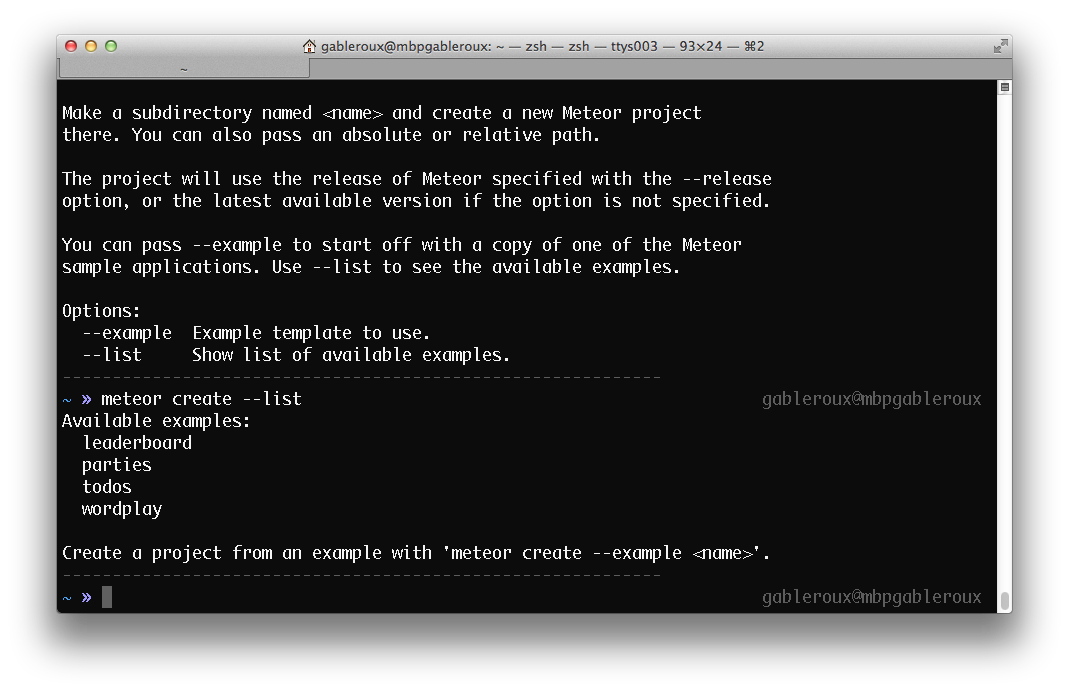 gableroux@mbpgableroux: ~ — zsh — zsh — ttys003 — 93×24 — ⌘2
~
Make a subdirectory named <name> and create a new Meteor project
there. You can also pass an absolute or relative path.
The project will use the release of Meteor specified with the --release
option, or the latest available version if the option is not specified.
You can pass --example to start off with a copy of one of the Meteor
sample applications. Use --list to see the available examples.
Options:
  --example  Example template to use.
  --list     Show list of available examples.
------------------------------------------------------------
~ » meteor create --list gableroux@mbpgableroux
Available examples:
  leaderboard
  parties
  todos
  wordplay
Create a project from an example with 'meteor create --example <name>'.
------------------------------------------------------------
~ » gableroux@mbpgableroux